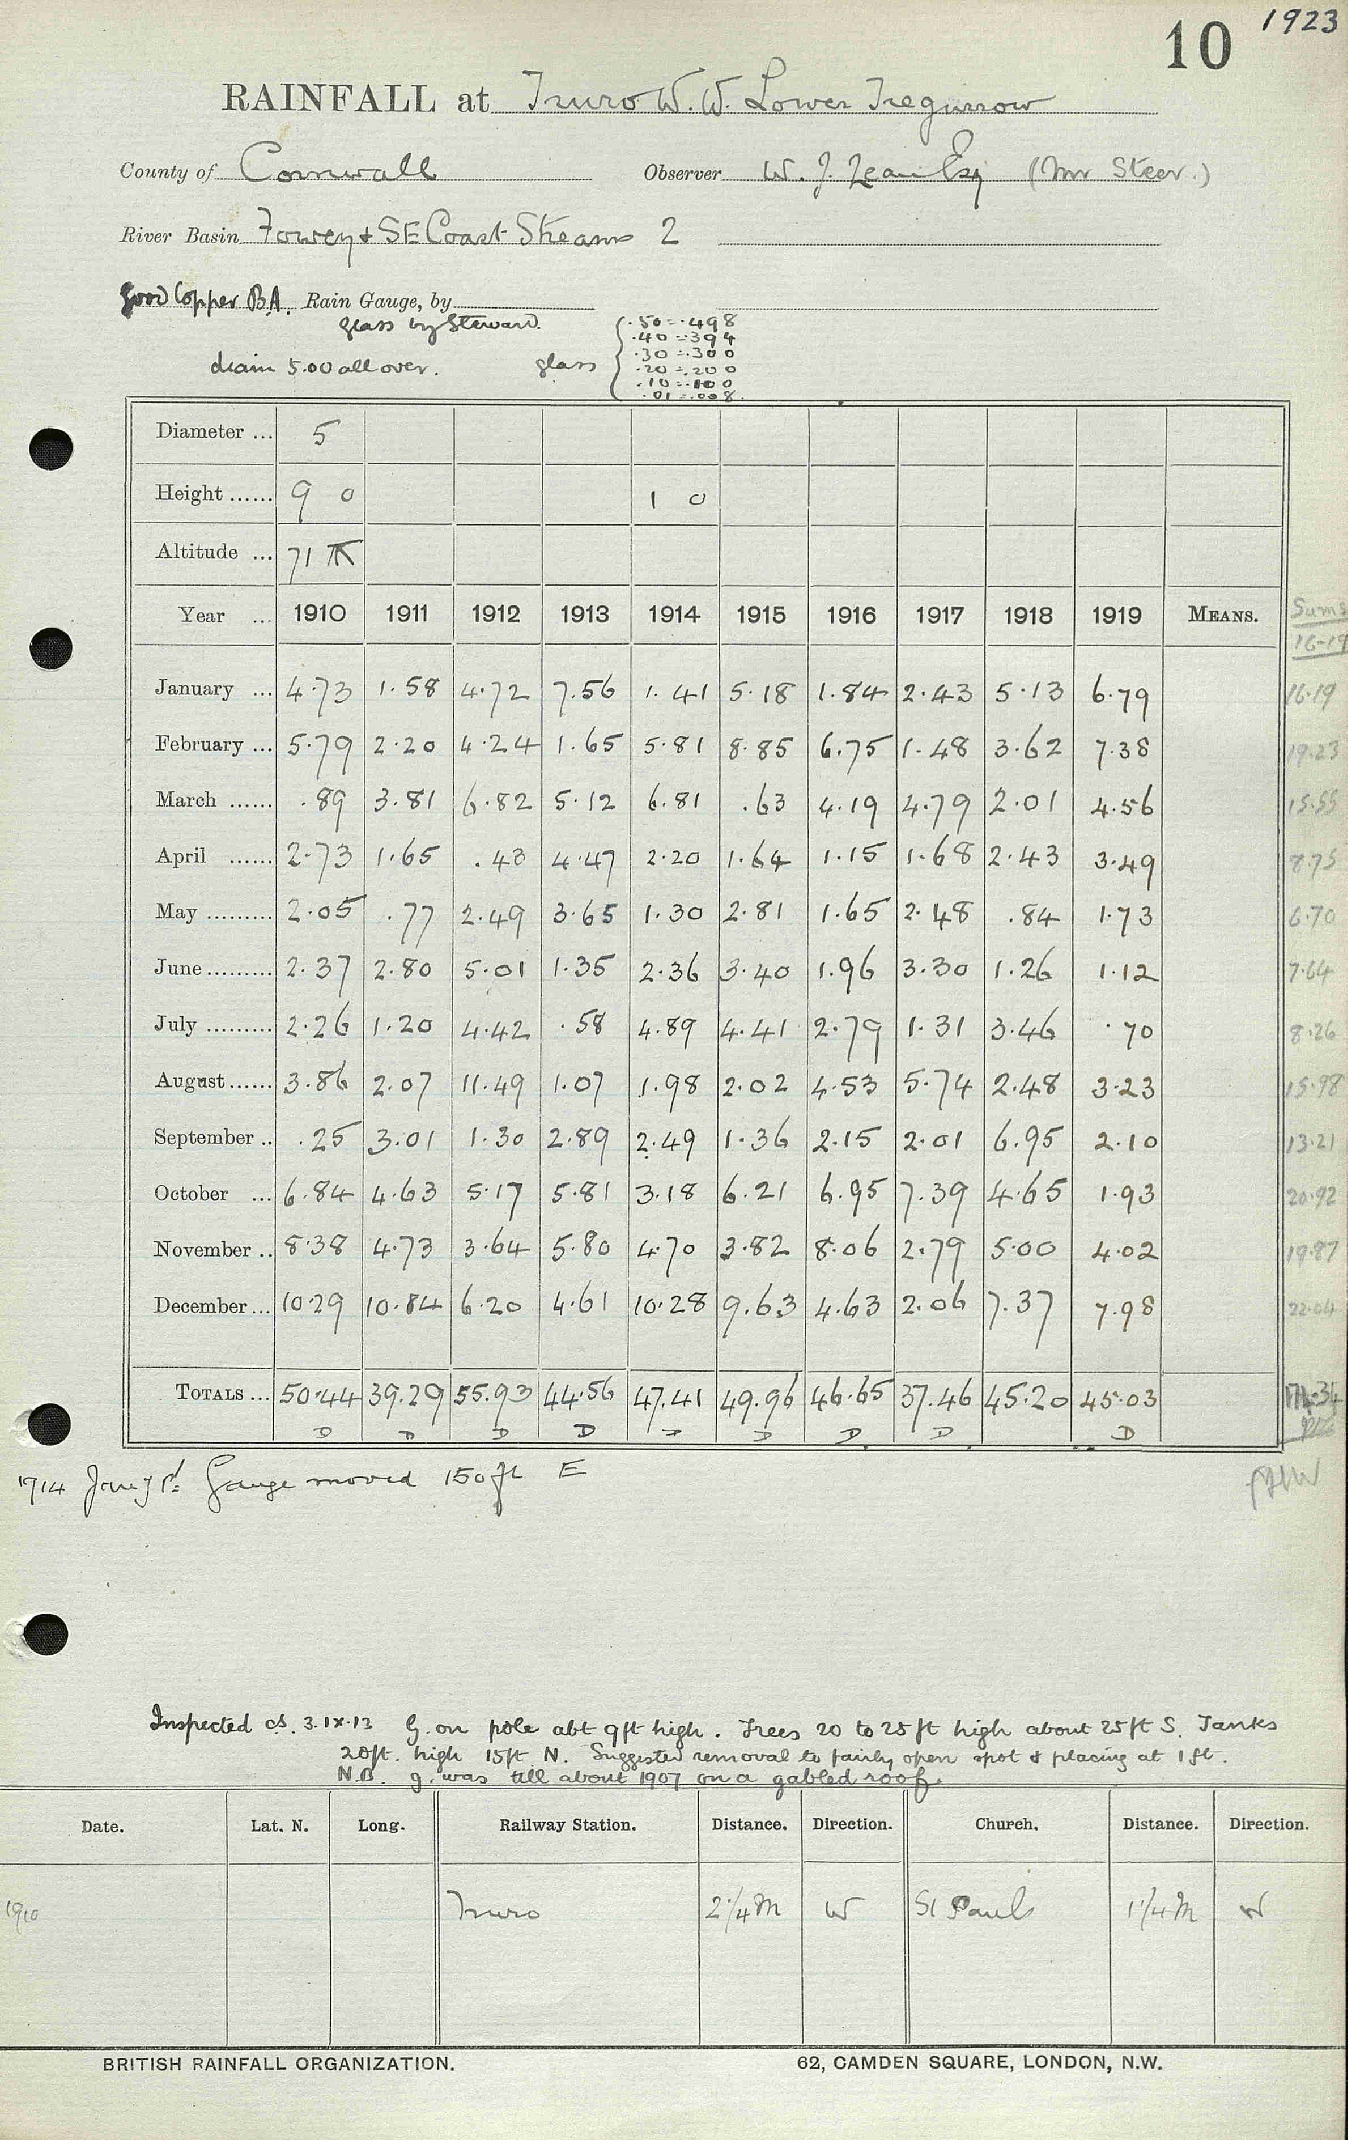 10 1923
RAINFALL at Truro W.W. Lower Tregurrow
County of Cornwall Observer W. J. Lean Esq (Mr Steer.)
River Basin Fowey & SE Coast Streams 2
Good Copper B.A. Rain Gauge, by
glass by Steward. .50=.498
.40=.394
.30=.300
diam 5.00 all over. glass .20=.200
.10=.100
.01=.008.
Diameter ... 5
Height ...... 9 0 1 0
Altitude ... 71
Year ... 1910 1911 1912 1913 1914 1915 1916 1917 1918 1919 MEANS. Sums
16-19
January ... 4.73 1.58 4.72 7.56 1.41 5.18 1.84 2.43 5.13 6.79 16.19
February ... 5.79 2.20 4.24 1.65 5.81 8.85 6.75 1.48 3.62 7.38 19.23
March ...... .89 3.81 6.82 5.12 6.81 .63 4.19 4.79 2.01 4.56 15.55
April ...... 2.73 1.65 .43 4.47 2.20 1.64 1.15 1.68 2.43 3.49 8.75
May ......... 2.05 .77 2.49 3.65 1.30 2.81 1.65 2.48 .84 1.73 6.70
June ......... 2.37 2.80 5.01 1.35 2.36 3.40 1.96 3.30 1.26 1.12 7.64
July ......... 2.26 1.20 4.42 .58 4.89 4.41 2.79 1.31 3.46 .70 8.26
August ...... 3.86 2.07 11.49 1.07 1.98 2.02 4.53 5.74 2.48 3.23 15.98
September .. .25 3.01 1.30 2.89 2.49 1.36 2.15 2.01 6.95 2.10 13.21
October ... 6.84 4.63 5.17 5.81 3.18 6.21 6.95 7.39 4.65 1.93 20.92
November .. 8.38 4.73 3.64 5.80 4.70 3.82 8.06 2.79 5.00 4.02 19.87
December ... 10.29 10.84 6.20 4.61 10.28 9.63 4.63 2.06 7.37 7.98 22.04
TOTALS ... 50.44 39.29 55.93 44.56 47.41 49.96 46.65 37.46 45.20 45.03 174.34
D D D D D D D D D
1914 Jany 1st Gauge moved 150 ft E
Inspected 3.IX.13 G. on pole abt 9ft high. Trees 20 to 25ft high about 25ft S. Tanks
20ft. high 15ft N. Suggested removal to fairly open spot & placing at 1 ft.
N.B. g. was till about 1907 on a gabled roof.
Date. Lat. N. Long. Railway Station. Distance. Direction. Church. Distance. Direction.
1910 Truro 2¼ m W St Pauls 1¼ m W
BRITISH RAINFALL ORGANIZATION. 62, CAMDEN SQUARE, LONDON, N.W.